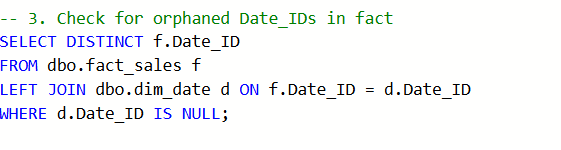 -- 3. Check for orphaned Date_IDs in fact
SELECT DISTINCT f.Date_ID
FROM dbo.fact_sales f
LEFT JOIN dbo.dim_date d ON f.Date_ID = d.Date_ID
WHERE d.Date_ID IS NULL;